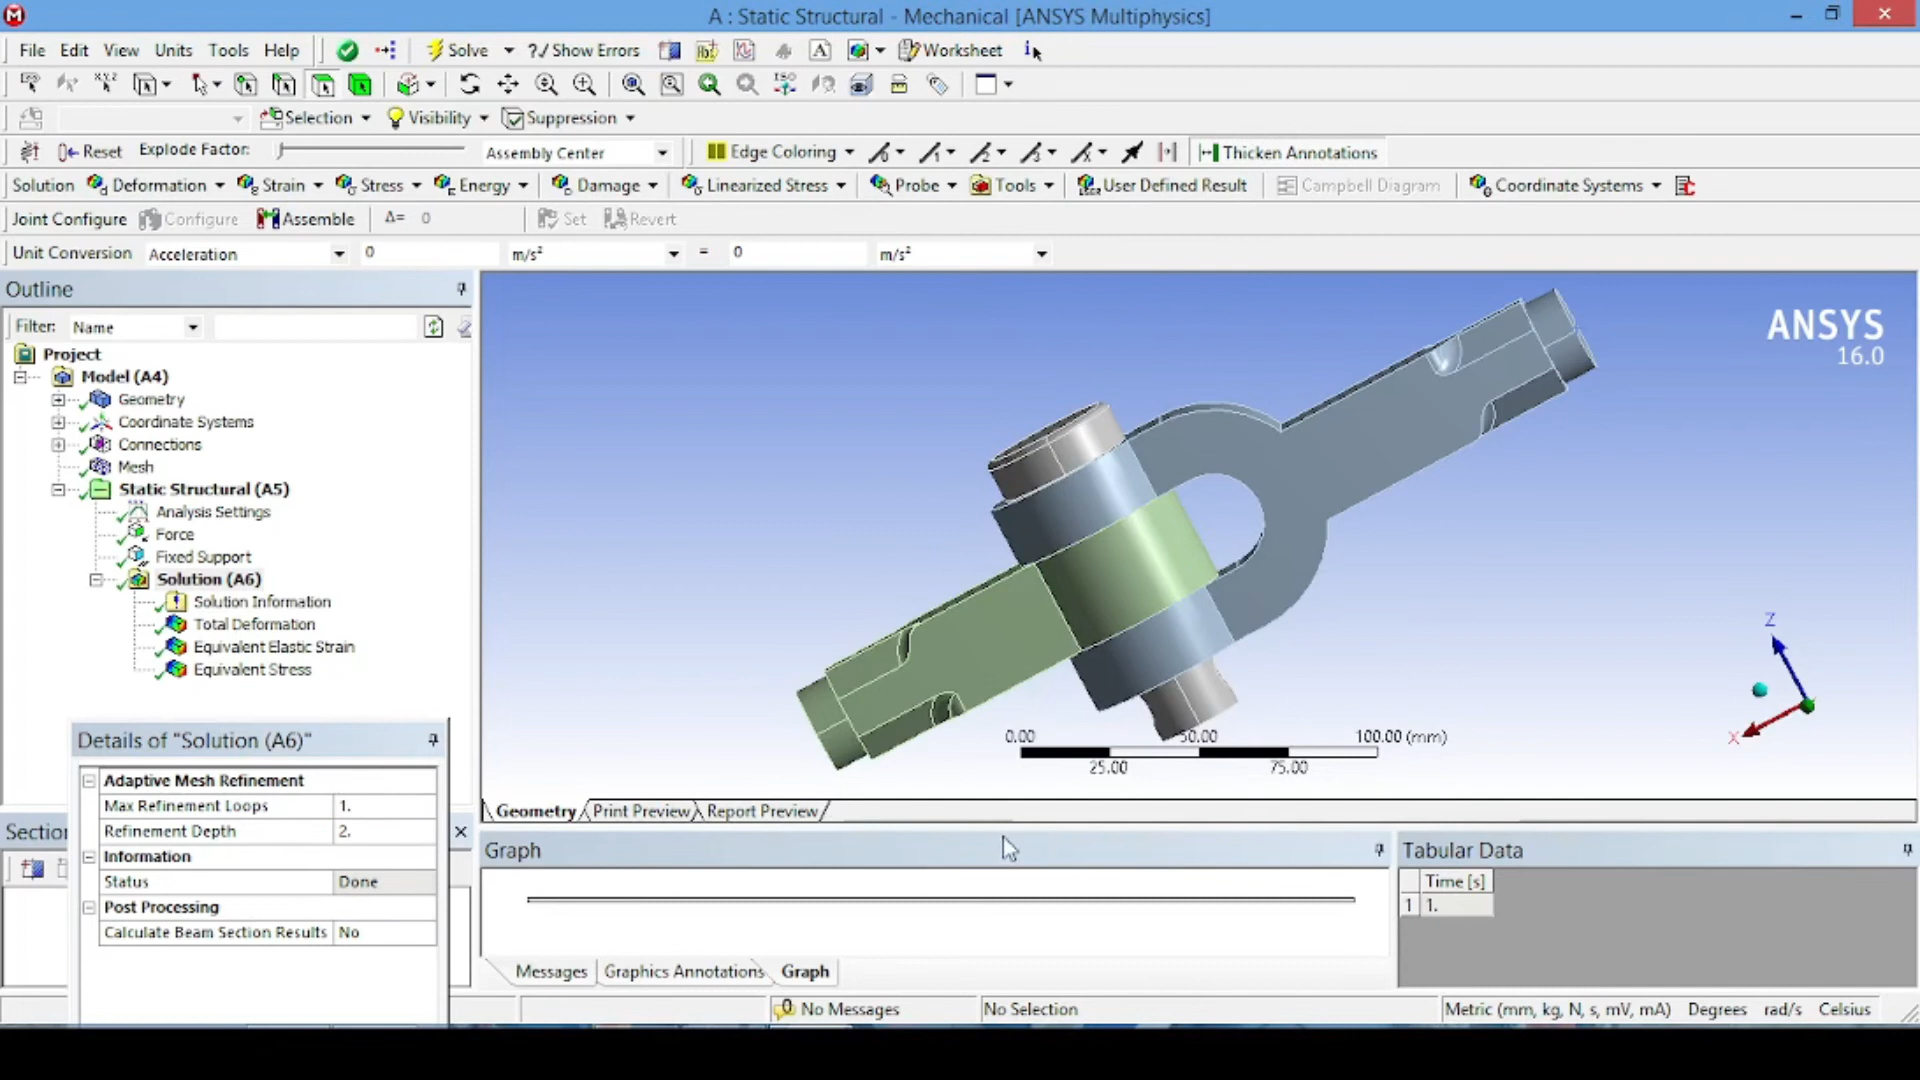 A : Static Structural - Mechanical [ANSYS Multiphysics]
File Edit View Units Tools Help Solve ?/ Show Errors A Worksheet
ISO
Selection Visibility Suppression
Reset Explode Factor: Assembly Center Edge Coloring Thicken Annotations
Solution Deformation Strain Stress Energy Damage Linearized Stress Probe Tools User Defined Result Campbell Diagram Coordinate Systems
Joint Configure Configure Assemble Δ= 0 Set Revert
Unit Conversion Acceleration 0 m/s² = 0 m/s²
Outline
Filter: Name
Project
Model (A4)
Geometry
Coordinate Systems
Connections
Mesh
Static Structural (A5)
Analysis Settings
Force
Fixed Support
Solution (A6)
Solution Information
Total Deformation
Equivalent Elastic Strain
Equivalent Stress
Details of "Solution (A6)"
Adaptive Mesh Refinement
Max Refinement Loops 1.
Refinement Depth 2.
Information
Status Done
Post Processing
Calculate Beam Section Results No
Section
ANSYS
16.0
Z
X
0.00 50.00 100.00 (mm)
25.00 75.00
Geometry Print Preview Report Preview
Graph
Messages Graphics Annotations Graph
Tabular Data
Time [s]
1 1.
No Messages No Selection Metric (mm, kg, N, s, mV, mA) Degrees rad/s Celsius